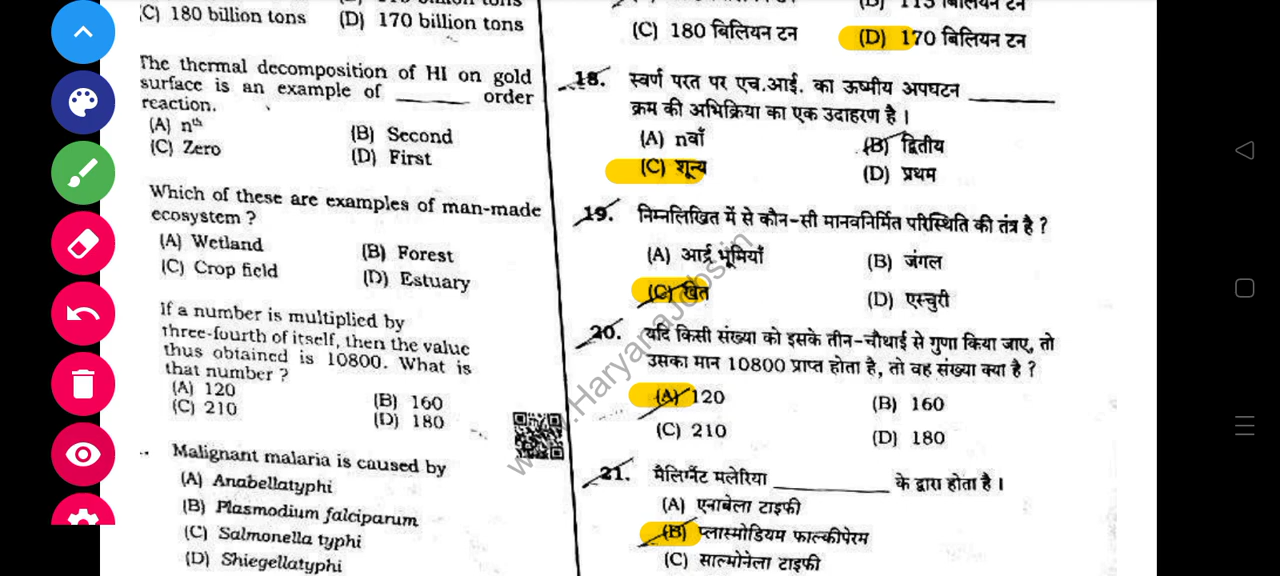 (C) 180 billion tons (D) 170 billion tons
The thermal decomposition of HI on gold
surface is an example of ________ order
reaction.
(A) nth (B) Second
(C) Zero (D) First
Which of these are examples of man-made
ecosystem ?
(A) Wetland (B) Forest
(C) Crop field (D) Estuary
If a number is multiplied by
three-fourth of itself, then the value
thus obtained is 10800. What is
that number ?
(A) 120 (B) 160
(C) 210 (D) 180
Malignant malaria is caused by
(A) Anabellatyphi
(B) Plasmodium falciparum
(C) Salmonella typhi
(D) Shiegellatyphi
(C) 180 बिलियन टन (D) 170 बिलियन टन
18. स्वर्ण परत पर एच.आई. का ऊष्मीय अपघटन ________
क्रम की अभिक्रिया का एक उदाहरण है।
(A) nवाँ (B) द्वितीय
(C) शून्य (D) प्रथम
19. निम्नलिखित में से कौन-सी मानवनिर्मित परिस्थिति की तंत्र है ?
(A) आर्द्र भूमियाँ (B) जंगल
(C) खेत (D) एस्चुरी
20. यदि किसी संख्या को इसके तीन-चौथाई से गुणा किया जाए, तो
उसका मान 10800 प्राप्त होता है, तो वह संख्या क्या है ?
(A) 120 (B) 160
(C) 210 (D) 180
21. मैलिग्नैंट मलेरिया ________ के द्वारा होता है।
(A) एनाबेला टाइफी
(B) प्लास्मोडियम फाल्कीपेरम
(C) साल्मोनेला टाइफी
.HaryanaJobs.in